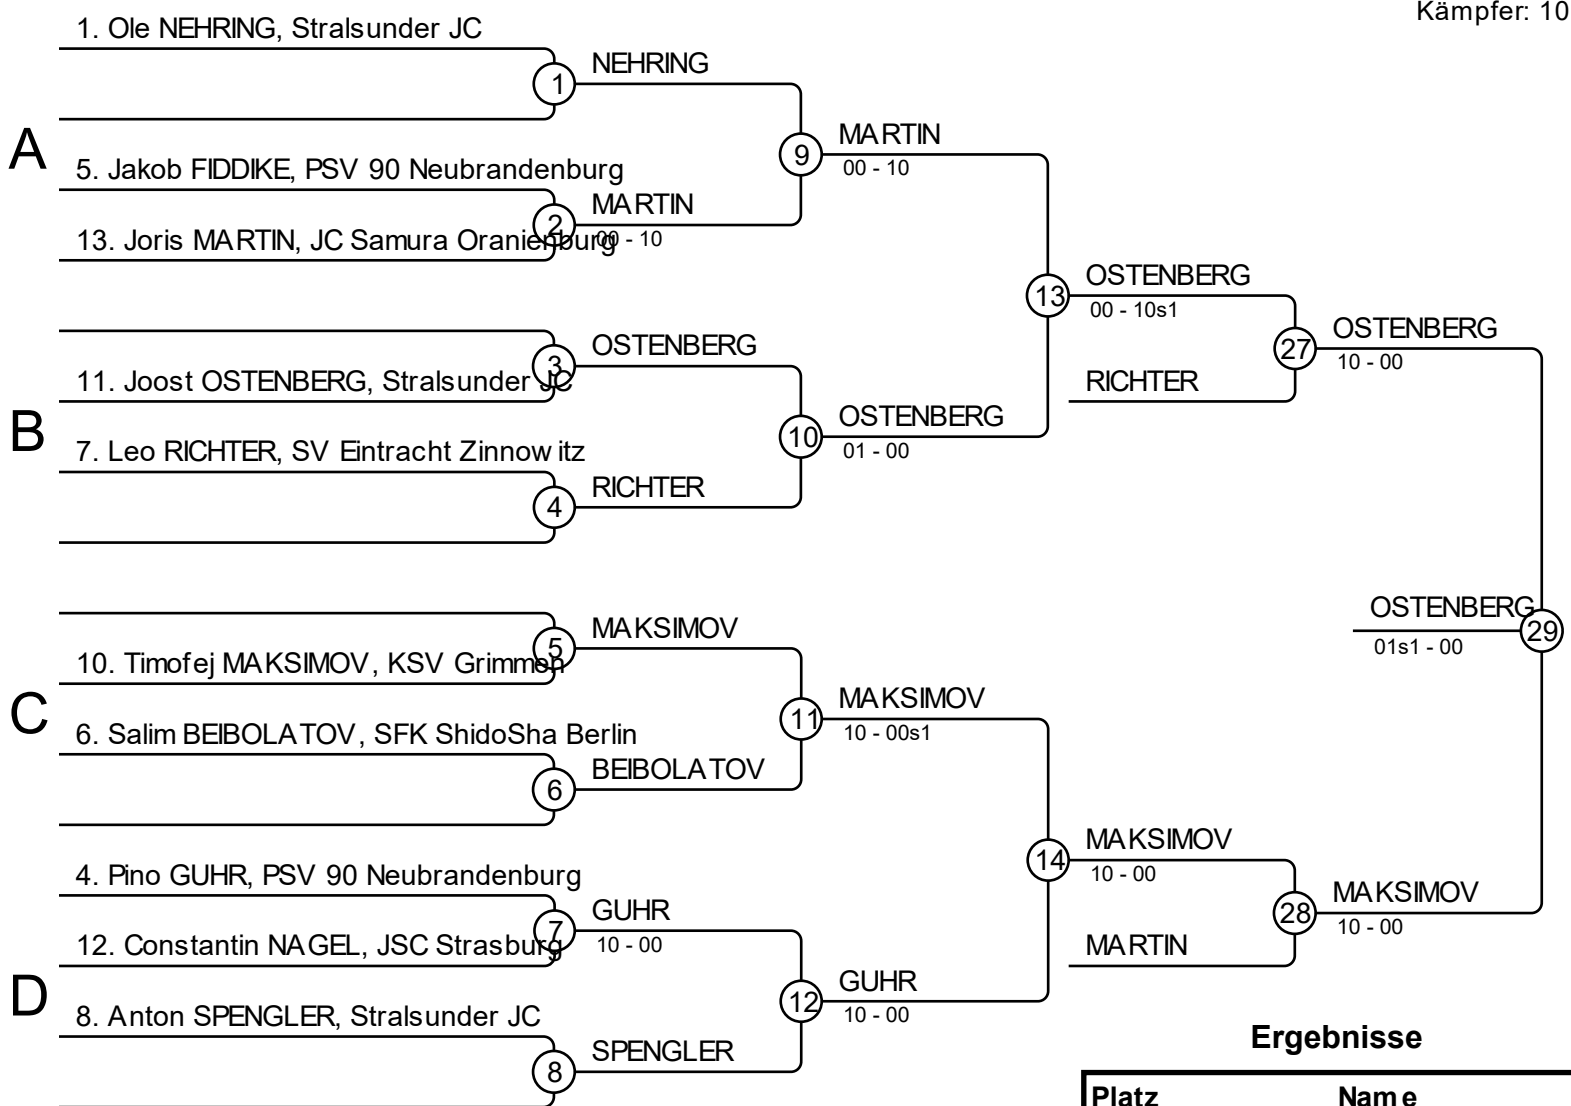 Kämpfer: 10
1. Ole NEHRING, Stralsunder JC
1
NEHRING
A
5. Jakob FIDDIKE, PSV 90 Neubrandenburg
13. Joris MARTIN, JC Samura Oranienburg
2
MARTIN
00 - 10
9
MARTIN
00 - 10
B
11. Joost OSTENBERG, Stralsunder JC
3
OSTENBERG
7. Leo RICHTER, SV Eintracht Zinnowitz
4
RICHTER
10
OSTENBERG
01 - 00
13
OSTENBERG
00 - 10s1
RICHTER
27
OSTENBERG
10 - 00
C
10. Timofej MAKSIMOV, KSV Grimmen
5
MAKSIMOV
6. Salim BEIBOLATOV, SFK ShidoSha Berlin
6
BEIBOLATOV
11
MAKSIMOV
10 - 00s1
D
4. Pino GUHR, PSV 90 Neubrandenburg
12. Constantin NAGEL, JSC Strasburg
7
GUHR
10 - 00
8. Anton SPENGLER, Stralsunder JC
8
SPENGLER
12
GUHR
10 - 00
14
MAKSIMOV
10 - 00
MARTIN
28
MAKSIMOV
10 - 00
OSTENBERG
01s1 - 00
29
Ergebnisse
Platz Name